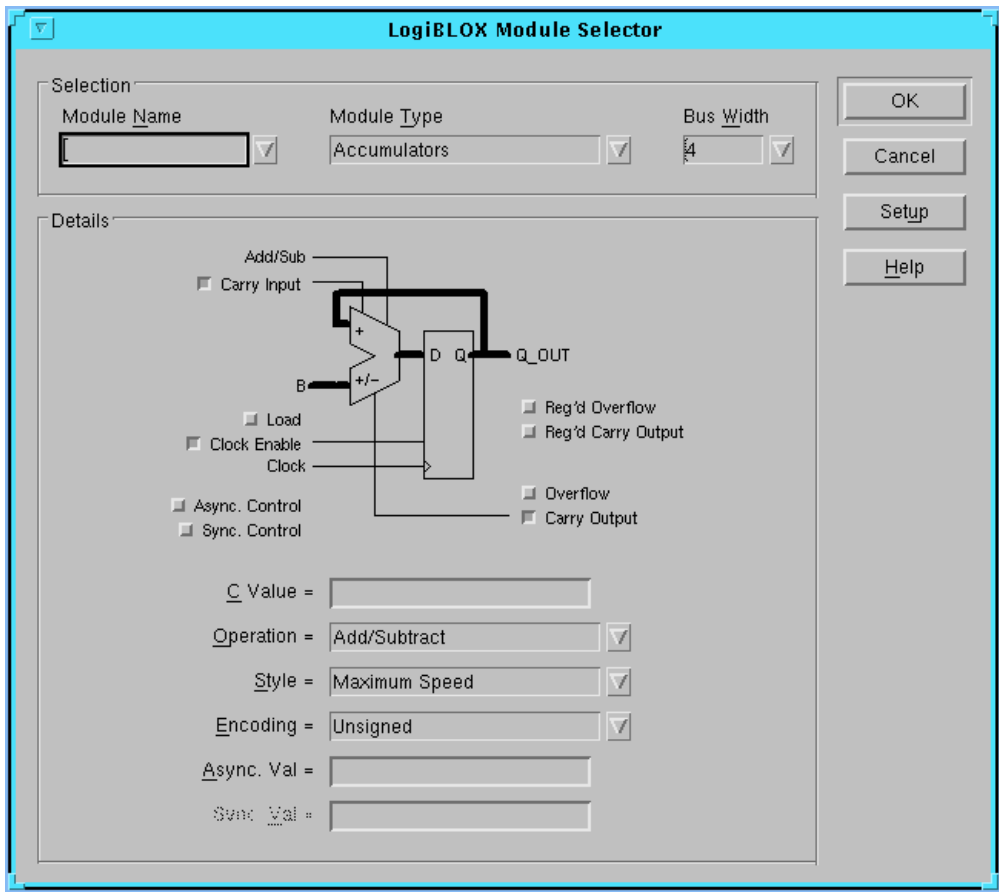 LogiBLOX Module Selector
Selection
Module Name
Module Type
Bus Width
Accumulators
4
OK
Cancel
Setup
Help
Details
Add/Sub
Carry Input
+
D Q
Q_OUT
+/-
B
Load
Clock Enable
Clock
Reg'd Overflow
Reg'd Carry Output
Async. Control
Sync. Control
Overflow
Carry Output
C Value =
Operation = Add/Subtract
Style = Maximum Speed
Encoding = Unsigned
Async. Val =
Sync. Val =